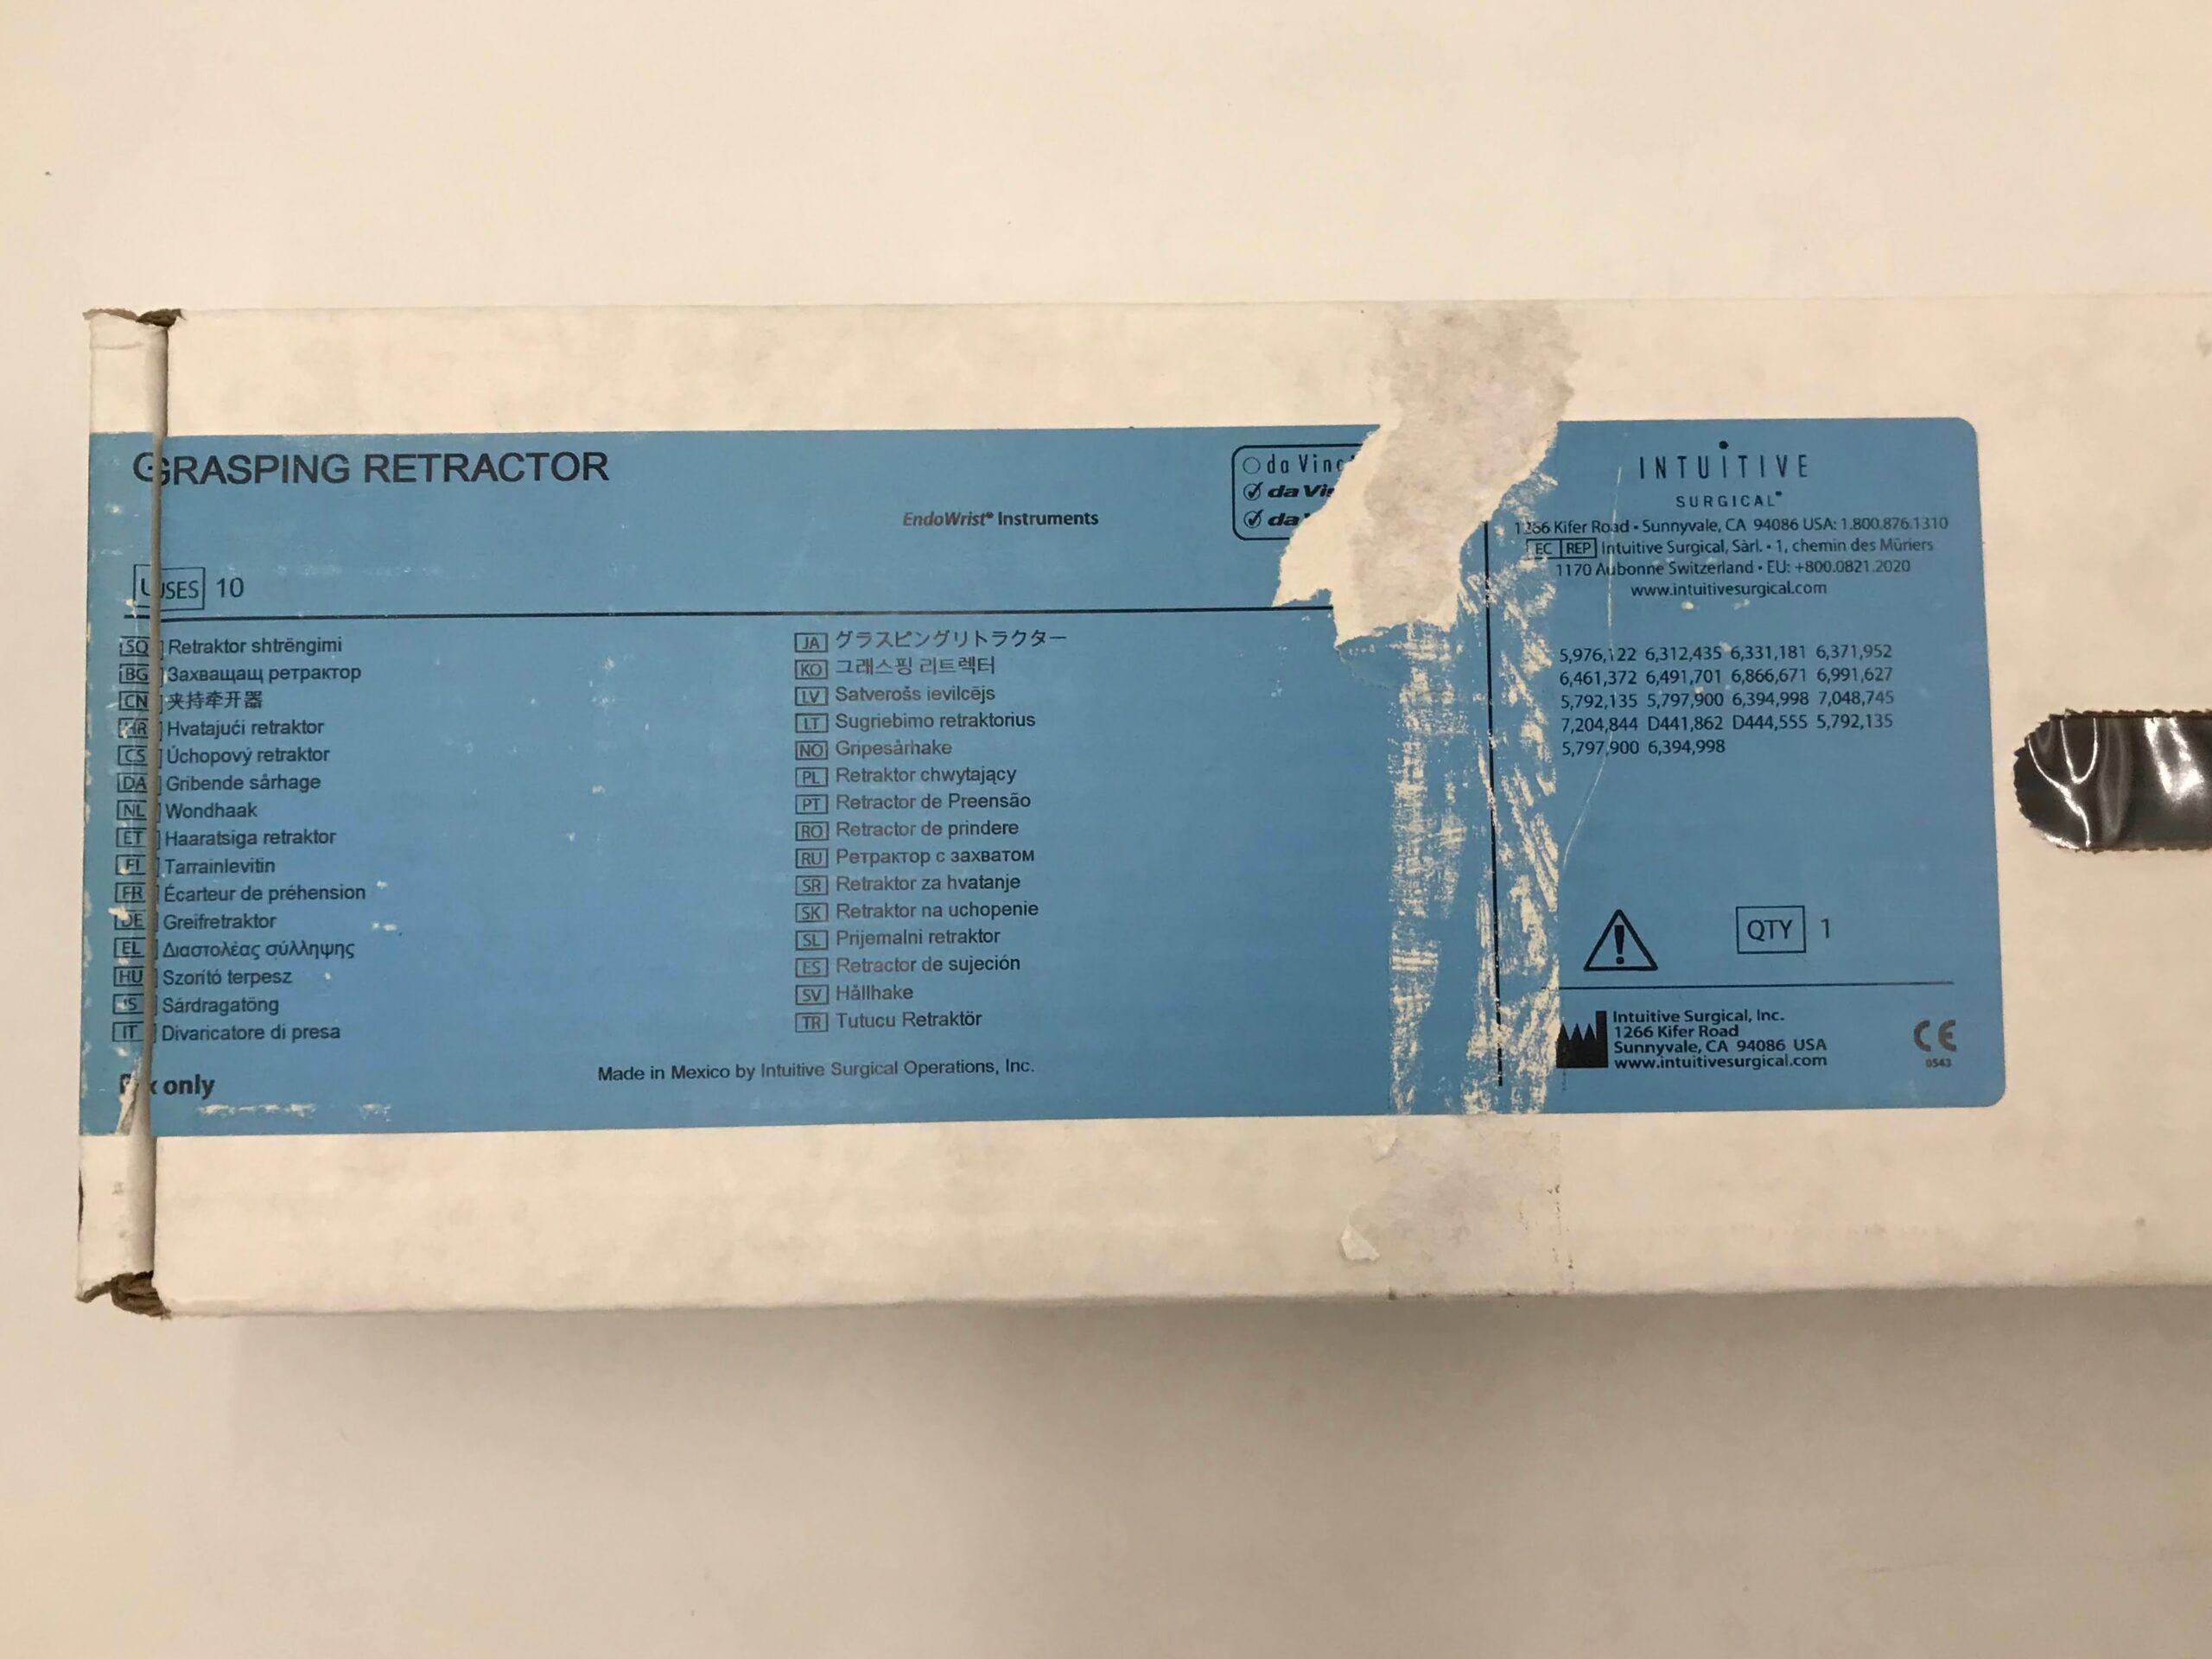 GRASPING RETRACTOR
EndoWrist® Instruments
da Vinc
da
USES 10
SQ Retraktor shtrëngimi
BG Захващащ ретрактор
CN 夹持牵开器
HR Hvatajući retraktor
CS Úchopový retraktor
DA Gribende sårhage
NL Wondhaak
ET Haaratsiga retraktor
FI Tarrainlevitin
FR Écarteur de préhension
DE Greifretraktor
EL Διαστολέας σύλληψης
HU Szorító terpesz
IS Sárdragatöng
IT Divaricatore di presa
Rx only
JA グラスピングリトラクター
KO 그래스핑 리트렉터
LV Satverošs ievilcējs
LT Sugriebimo retraktorius
NO Gripesårhake
PL Retraktor chwytający
PT Retractor de Preensão
RO Retractor de prindere
RU Ретрактор с захватом
SR Retraktor za hvatanje
SK Retraktor na uchopenie
SL Prijemalni retraktor
ES Retractor de sujeción
SV Hållhake
TR Tutucu Retraktör
Made in Mexico by Intuitive Surgical Operations, Inc.
INTUITIVE
SURGICAL®
1266 Kifer Road • Sunnyvale, CA 94086 USA: 1.800.876.1310
EC REP Intuitive Surgical, Sàrl. • 1, chemin des Mûriers
1170 Aubonne Switzerland • EU: +800.0821.2020
www.intuitivesurgical.com
5,976,122 6,312,435 6,331,181 6,371,952
6,461,372 6,491,701 6,866,671 6,991,627
5,792,135 5,797,900 6,394,998 7,048,745
7,204,844 D441,862 D444,555 5,792,135
5,797,900 6,394,998
QTY 1
Intuitive Surgical, Inc.
1266 Kifer Road
Sunnyvale, CA 94086 USA
www.intuitivesurgical.com
CE
0543